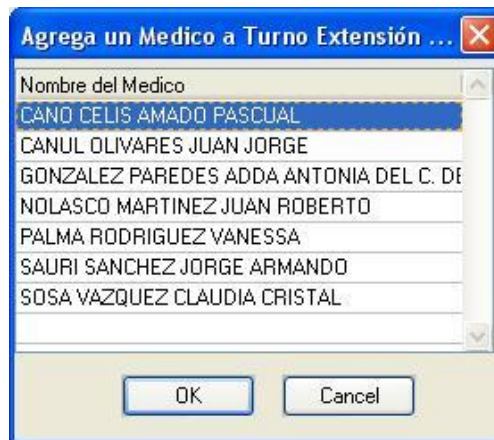 Agrega un Medico a Turno Extensión ...
Nombre del Medico
CANO CELIS AMADO PASCUAL
CANUL OLIVARES JUAN JORGE
GONZALEZ PAREDES ADDA ANTONIA DEL C. DE
NOLASCO MARTINEZ JUAN ROBERTO
PALMA RODRIGUEZ VANESSA
SAURI SANCHEZ JORGE ARMANDO
SOSA VAZQUEZ CLAUDIA CRISTAL
OK Cancel